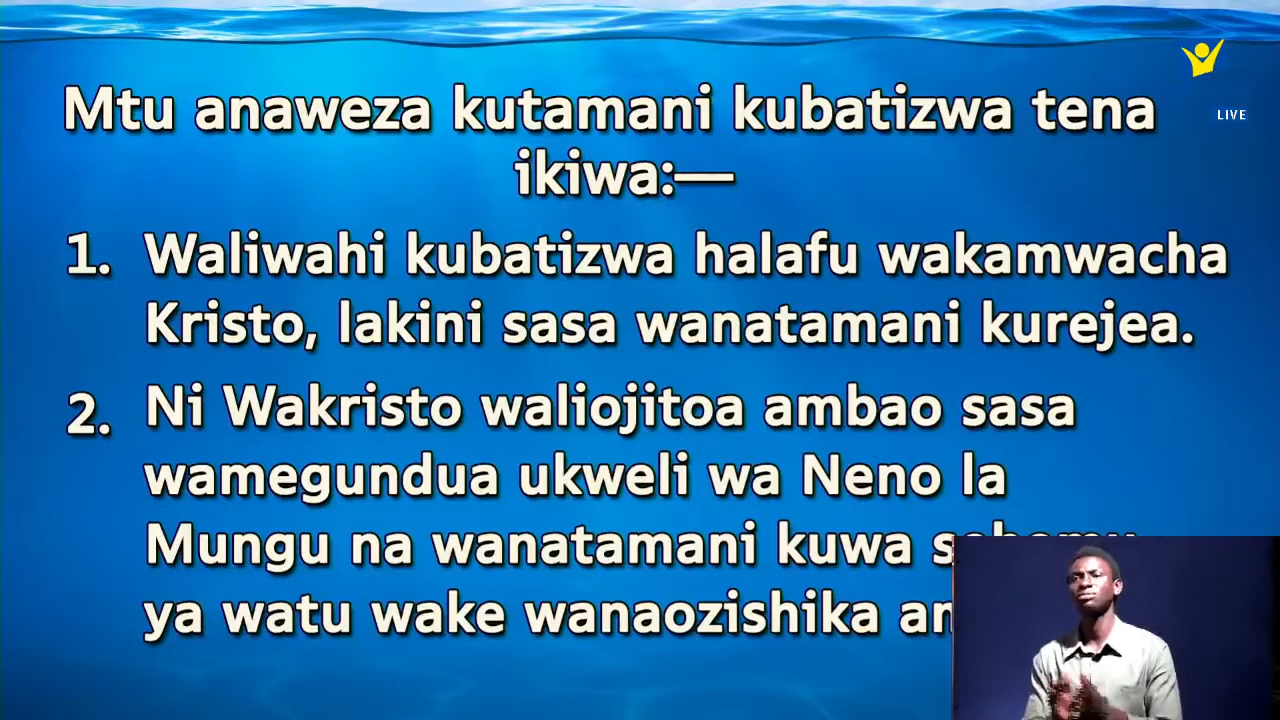 Mtu anaweza kutamani kubatizwa tena
ikiwa:—
LIVE
1. Waliwahi kubatizwa halafu wakamwacha
Kristo, lakini sasa wanatamani kurejea.
2. Ni Wakristo waliojitoa ambao sasa
wamegundua ukweli wa Neno la
Mungu na wanatamani kuwa
ya watu wake wanaozishika